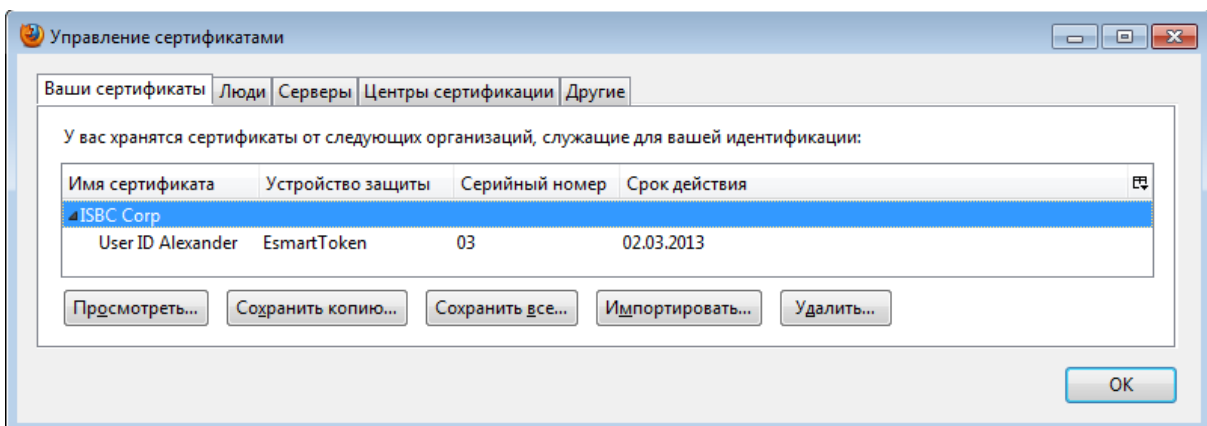 Управление сертификатами
Ваши сертификаты Люди Серверы Центры сертификации Другие
У вас хранятся сертификаты от следующих организаций, служащие для вашей идентификации:
Имя сертификата Устройство защиты Серийный номер Срок действия
ISBC Corp
User ID Alexander EsmartToken 03 02.03.2013
Просмотреть... Сохранить копию... Сохранить все... Импортировать... Удалить...
ОК